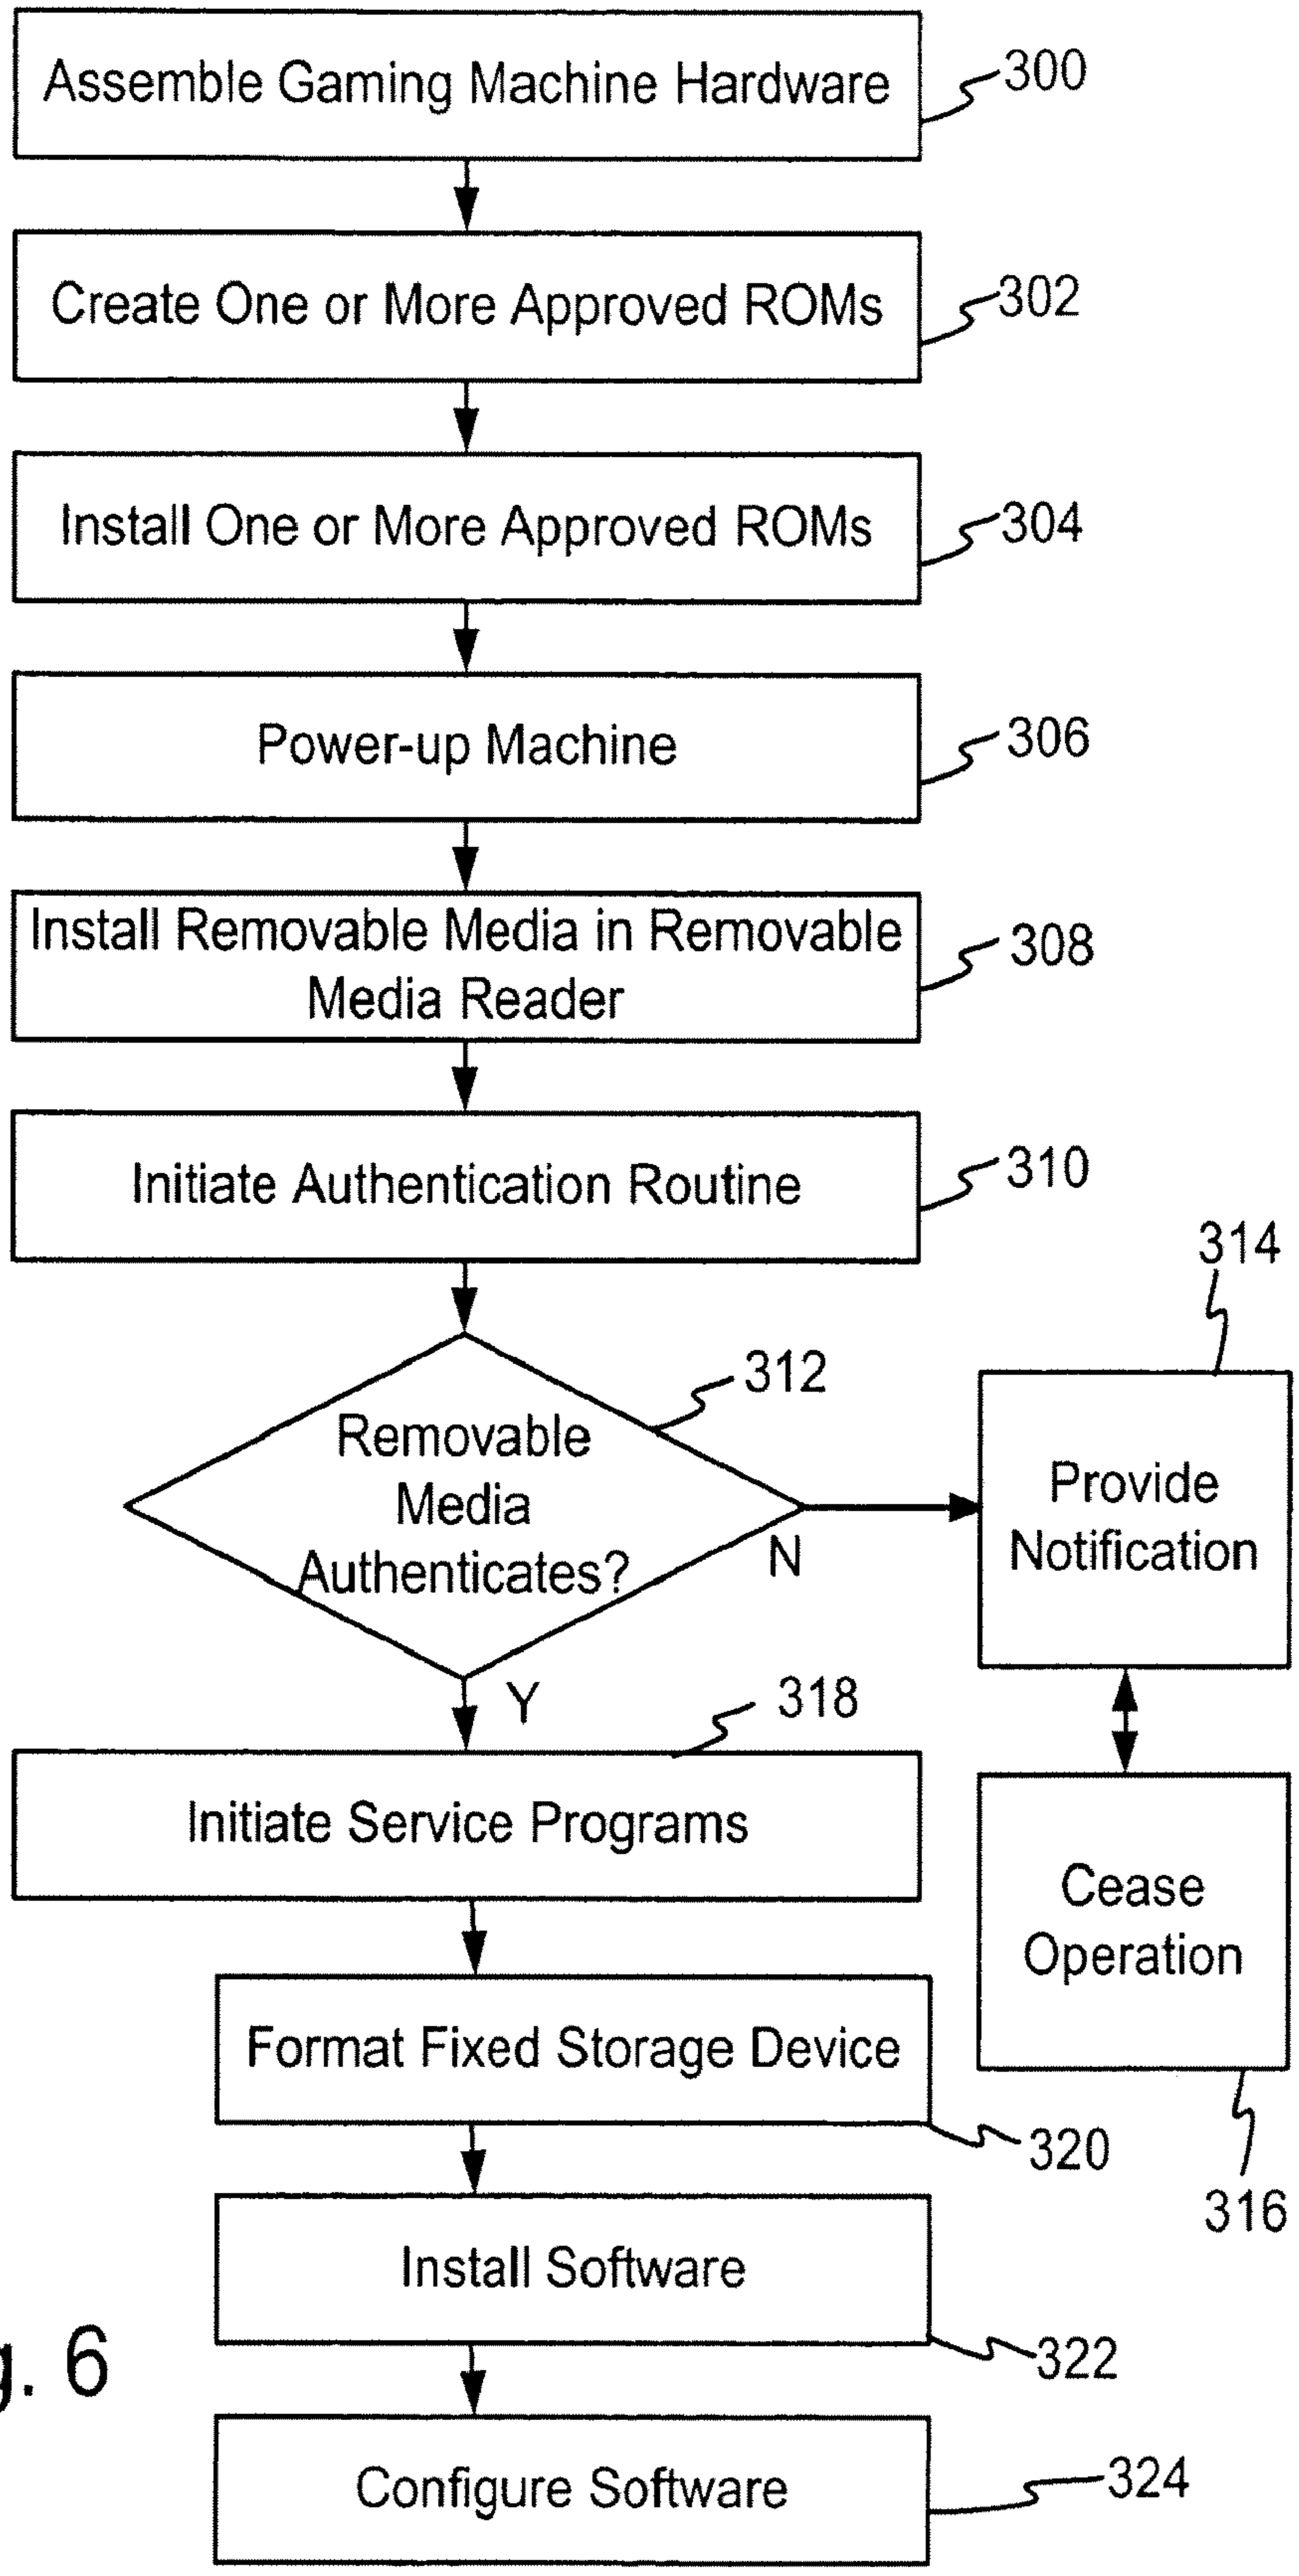 Assemble Gaming Machine Hardware
300
Create One or More Approved ROMs
302
Install One or More Approved ROMs
304
Power-up Machine
306
Install Removable Media in Removable
Media Reader
308
Initiate Authentication Routine
310
314
312
Removable
Media
Authenticates?
N
Provide
Notification
Y
318
Initiate Service Programs
Cease
Operation
Format Fixed Storage Device
320
316
Install Software
322
g. 6
Configure Software
324